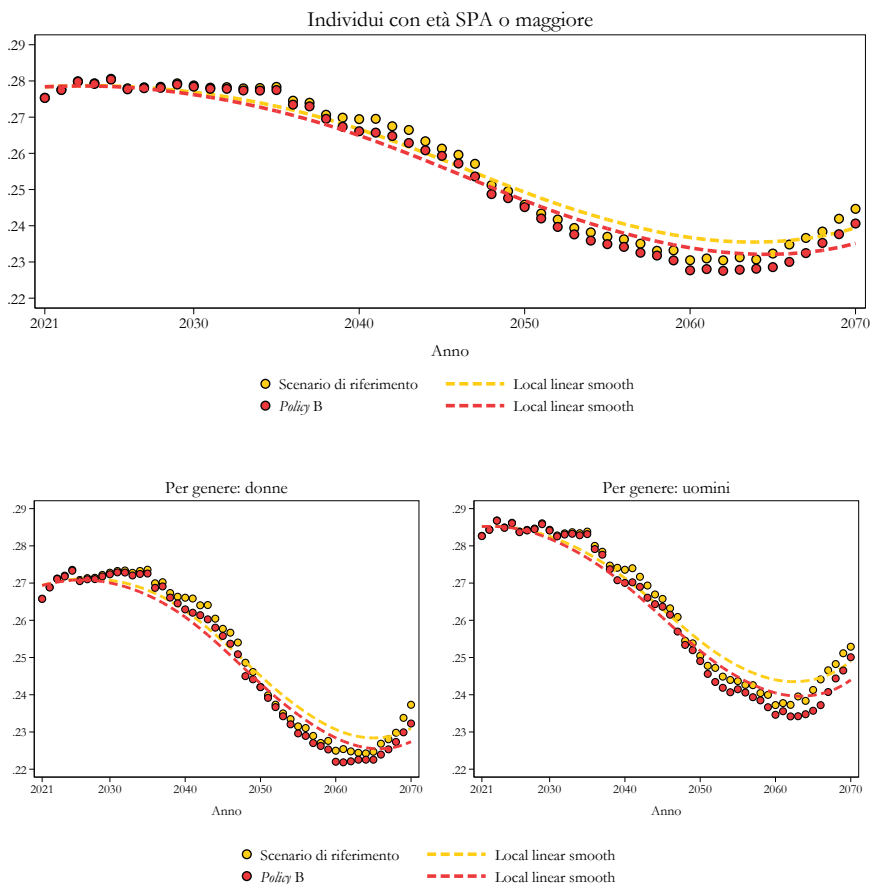 Individui con età SPA o maggiore
.29
.28
.27
.26
.25
.24
.23
.22
2021 2030 2040 2050 2060 2070
Anno
Scenario di riferimento Local linear smooth
Policy B Local linear smooth
Per genere: donne
.29
.28
.27
.26
.25
.24
.23
.22
2021 2030 2040 2050 2060 2070
Anno
Per genere: uomini
.29
.28
.27
.26
.25
.24
.23
.22
2021 2030 2040 2050 2060 2070
Anno
Scenario di riferimento Local linear smooth
Policy B Local linear smooth